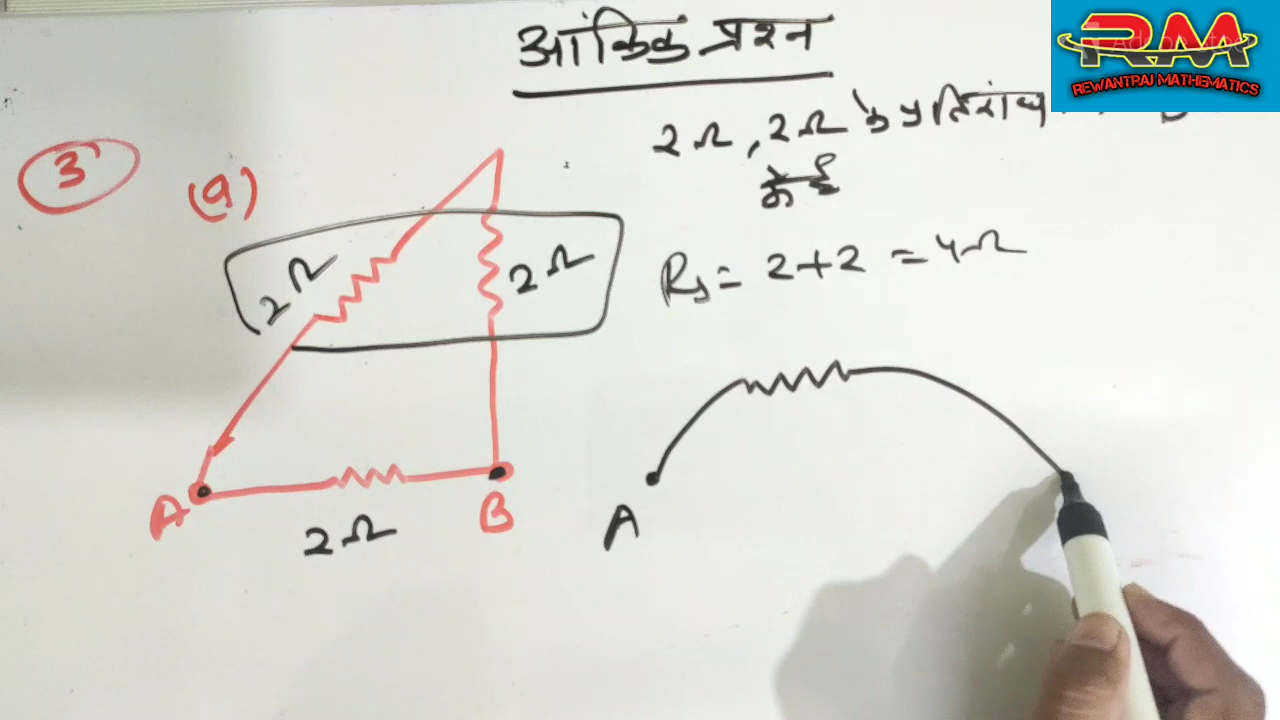 आंकिक प्रश्न
RM
REWANTRAJ MATHEMATICS
3
(a)
2Ω, 2Ω के प्रतिरोध
2Ω
2Ω
Rs = 2+2 = 4Ω
A
B
2Ω
A